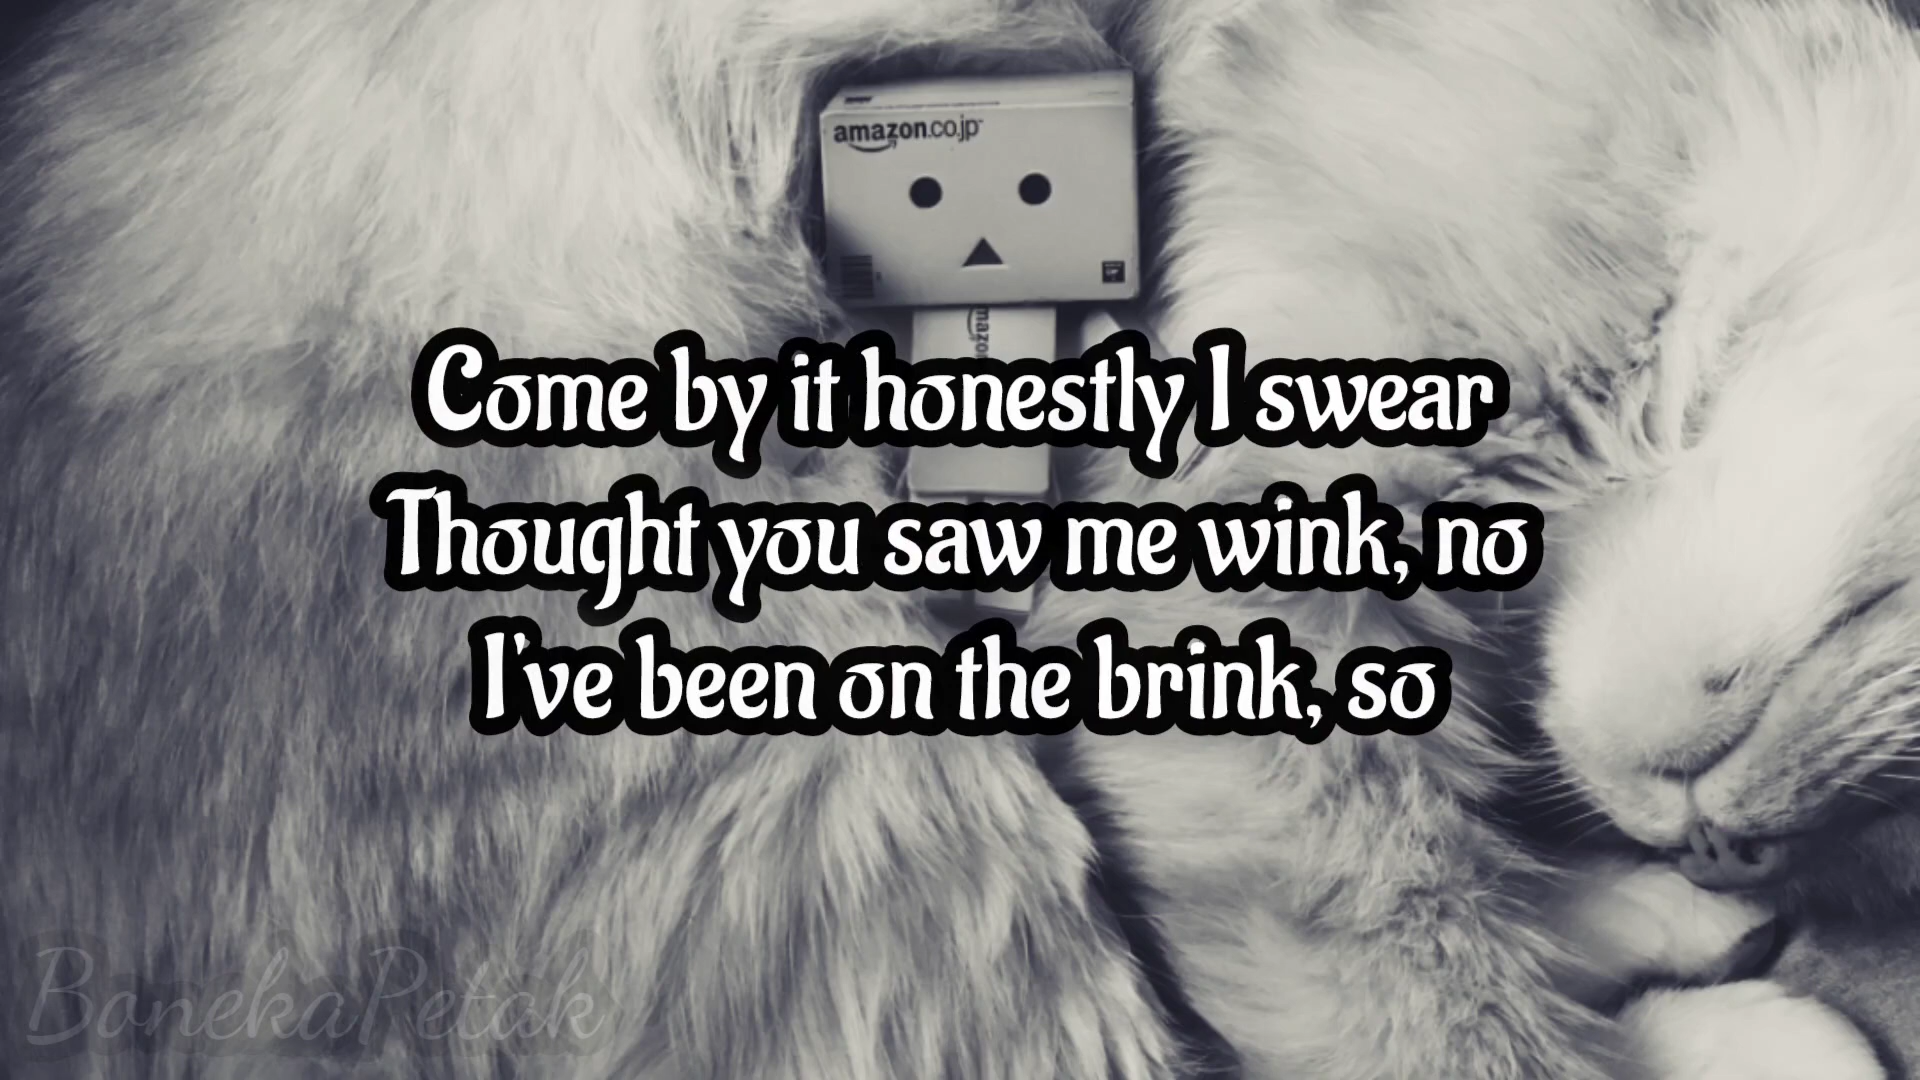 amazon.co.jp
Come by it honestly I swear
Thought you saw me wink, no
I've been on the brink, so
BonekaPetak